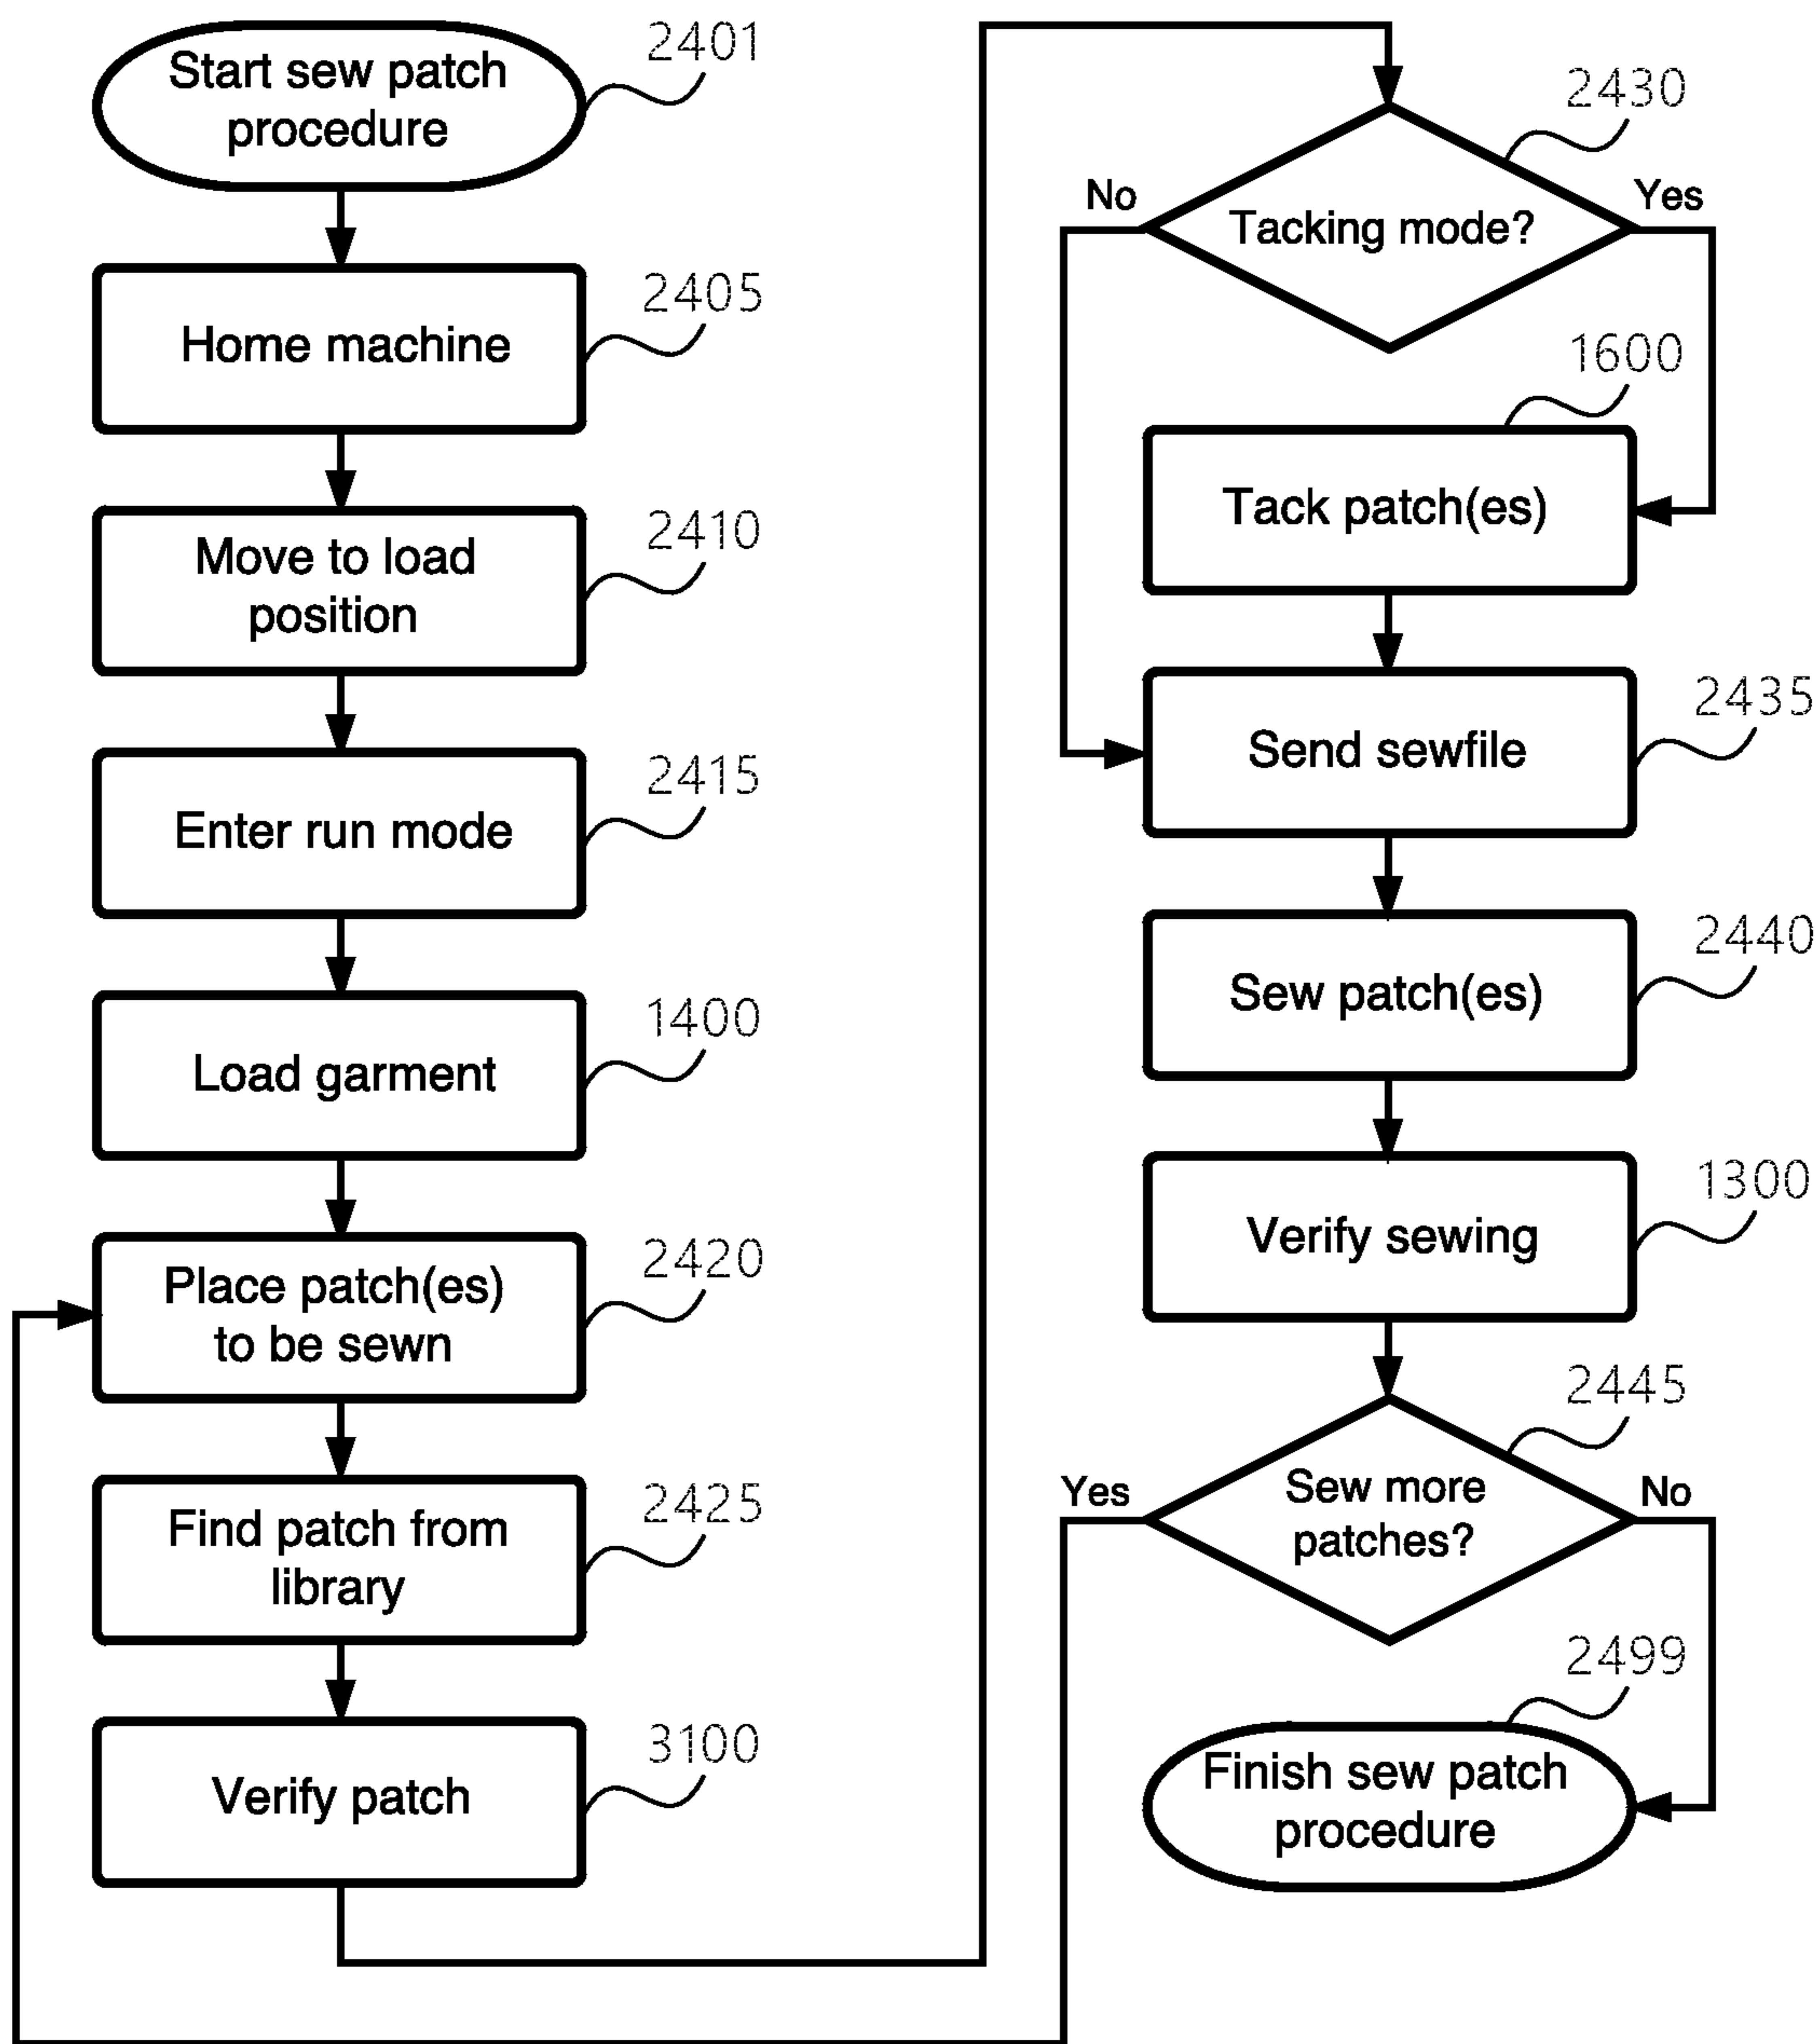 Start sew patch
procedure
2401
Home machine
2405
Move to load
position
2410
Enter run mode
2415
Load garment
1400
Place patch(es)
to be sewn
2420
Find patch from
library
2425
Verify patch
3100
2430
No
Yes
Tacking mode?
1600
Tack patch(es)
Send sewfile
2435
Sew patch(es)
2440
Verify sewing
1300
2445
Yes
No
Sew more
patches?
2499
Finish sew patch
procedure